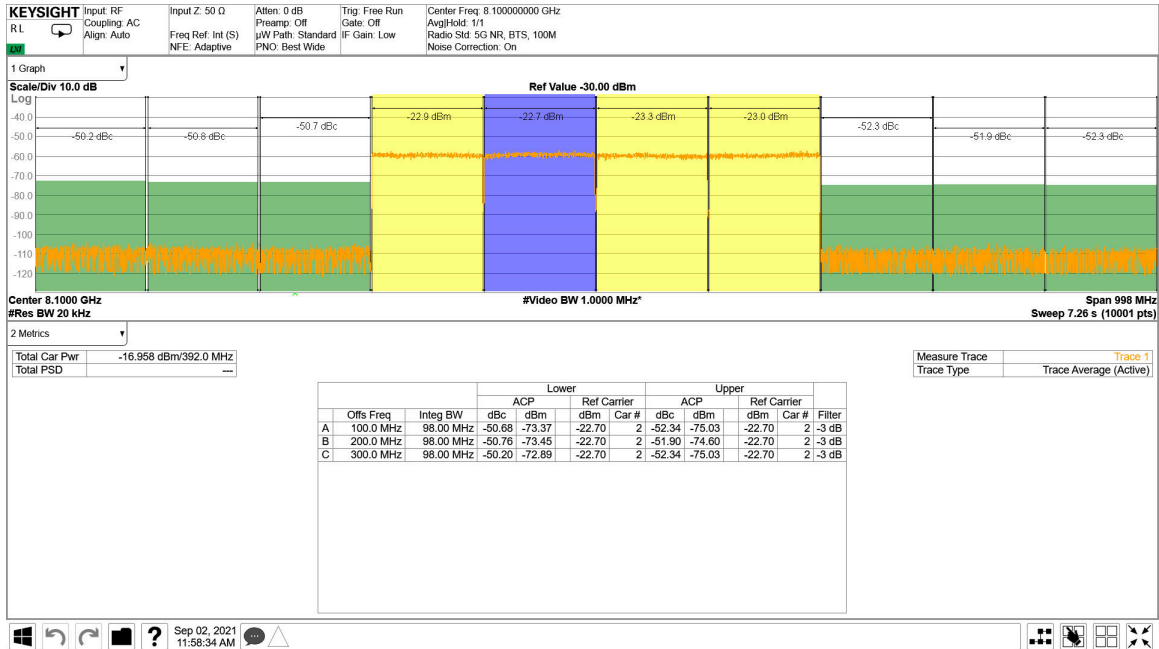 KEYSIGHT Input: RF Input Z: 50 Ω Atten: 0 dB Trig: Free Run Center Freq: 8.100000000 GHz
RL Coupling: AC Preamp: Off Gate: Off Avg|Hold: 1/1
Align: Auto Freq Ref: Int (S) µW Path: Standard IF Gain: Low Radio Std: 5G NR, BTS, 100M
LXI NFE: Adaptive PNO: Best Wide Noise Correction: On
1 Graph
Scale/Div 10.0 dB Ref Value -30.00 dBm
Log
-40.0 -22.9 dBm -22.7 dBm -23.3 dBm -23.0 dBm
-50.7 dBc -52.3 dBc
-50.0 -50.2 dBc -50.8 dBc -51.9 dBc -52.3 dBc
-60.0
-70.0
-80.0
-90.0
-100
-110
-120
Center 8.1000 GHz #Video BW 1.0000 MHz* Span 998 MHz
#Res BW 20 kHz Sweep 7.26 s (10001 pts)
2 Metrics
Total Car Pwr -16.958 dBm/392.0 MHz Measure Trace Trace 1
Total PSD --- Trace Type Trace Average (Active)
Lower Upper
ACP Ref Carrier ACP Ref Carrier
Offs Freq Integ BW dBc dBm dBm Car # dBc dBm dBm Car # Filter
A 100.0 MHz 98.00 MHz -50.68 -73.37 -22.70 2 -52.34 -75.03 -22.70 2 -3 dB
B 200.0 MHz 98.00 MHz -50.76 -73.45 -22.70 2 -51.90 -74.60 -22.70 2 -3 dB
C 300.0 MHz 98.00 MHz -50.20 -72.89 -22.70 2 -52.34 -75.03 -22.70 2 -3 dB
? Sep 02, 2021
11:58:34 AM